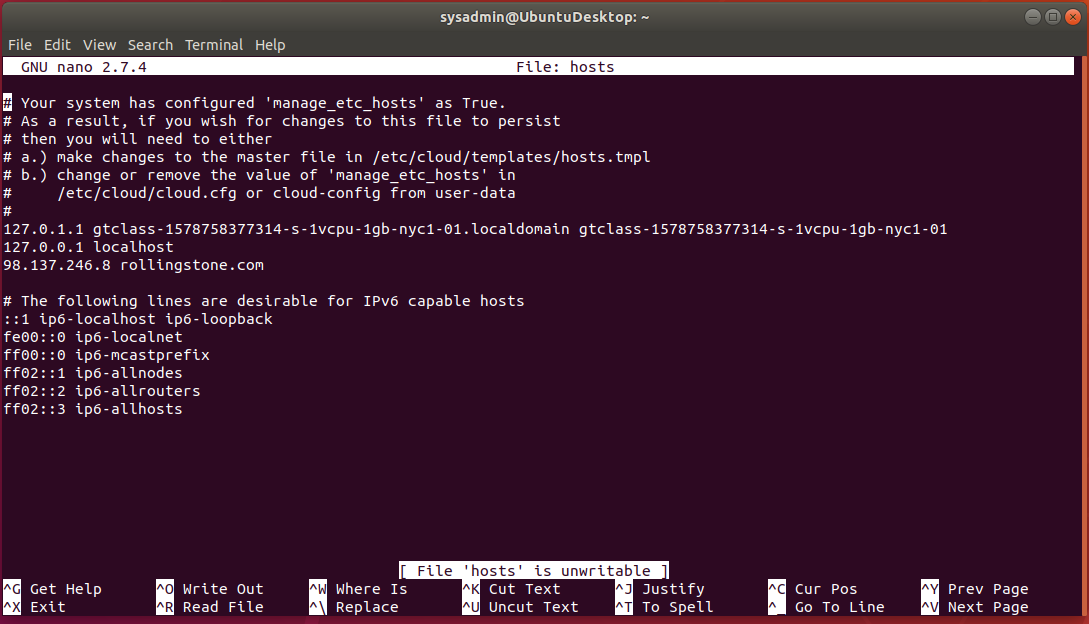 sysadmin@UbuntuDesktop: ~
File Edit View Search Terminal Help
GNU nano 2.7.4 File: hosts
# Your system has configured 'manage_etc_hosts' as True.
# As a result, if you wish for changes to this file to persist
# then you will need to either
# a.) make changes to the master file in /etc/cloud/templates/hosts.tmpl
# b.) change or remove the value of 'manage_etc_hosts' in
#     /etc/cloud/cloud.cfg or cloud-config from user-data
#
127.0.1.1 gtclass-1578758377314-s-1vcpu-1gb-nyc1-01.localdomain gtclass-1578758377314-s-1vcpu-1gb-nyc1-01
127.0.0.1 localhost
98.137.246.8 rollingstone.com
# The following lines are desirable for IPv6 capable hosts
::1 ip6-localhost ip6-loopback
fe00::0 ip6-localnet
ff00::0 ip6-mcastprefix
ff02::1 ip6-allnodes
ff02::2 ip6-allrouters
ff02::3 ip6-allhosts
[ File 'hosts' is unwritable ]
^G Get Help ^O Write Out ^W Where Is ^K Cut Text ^J Justify ^C Cur Pos ^Y Prev Page
^X Exit ^R Read File ^\ Replace ^U Uncut Text ^T To Spell ^_ Go To Line ^V Next Page